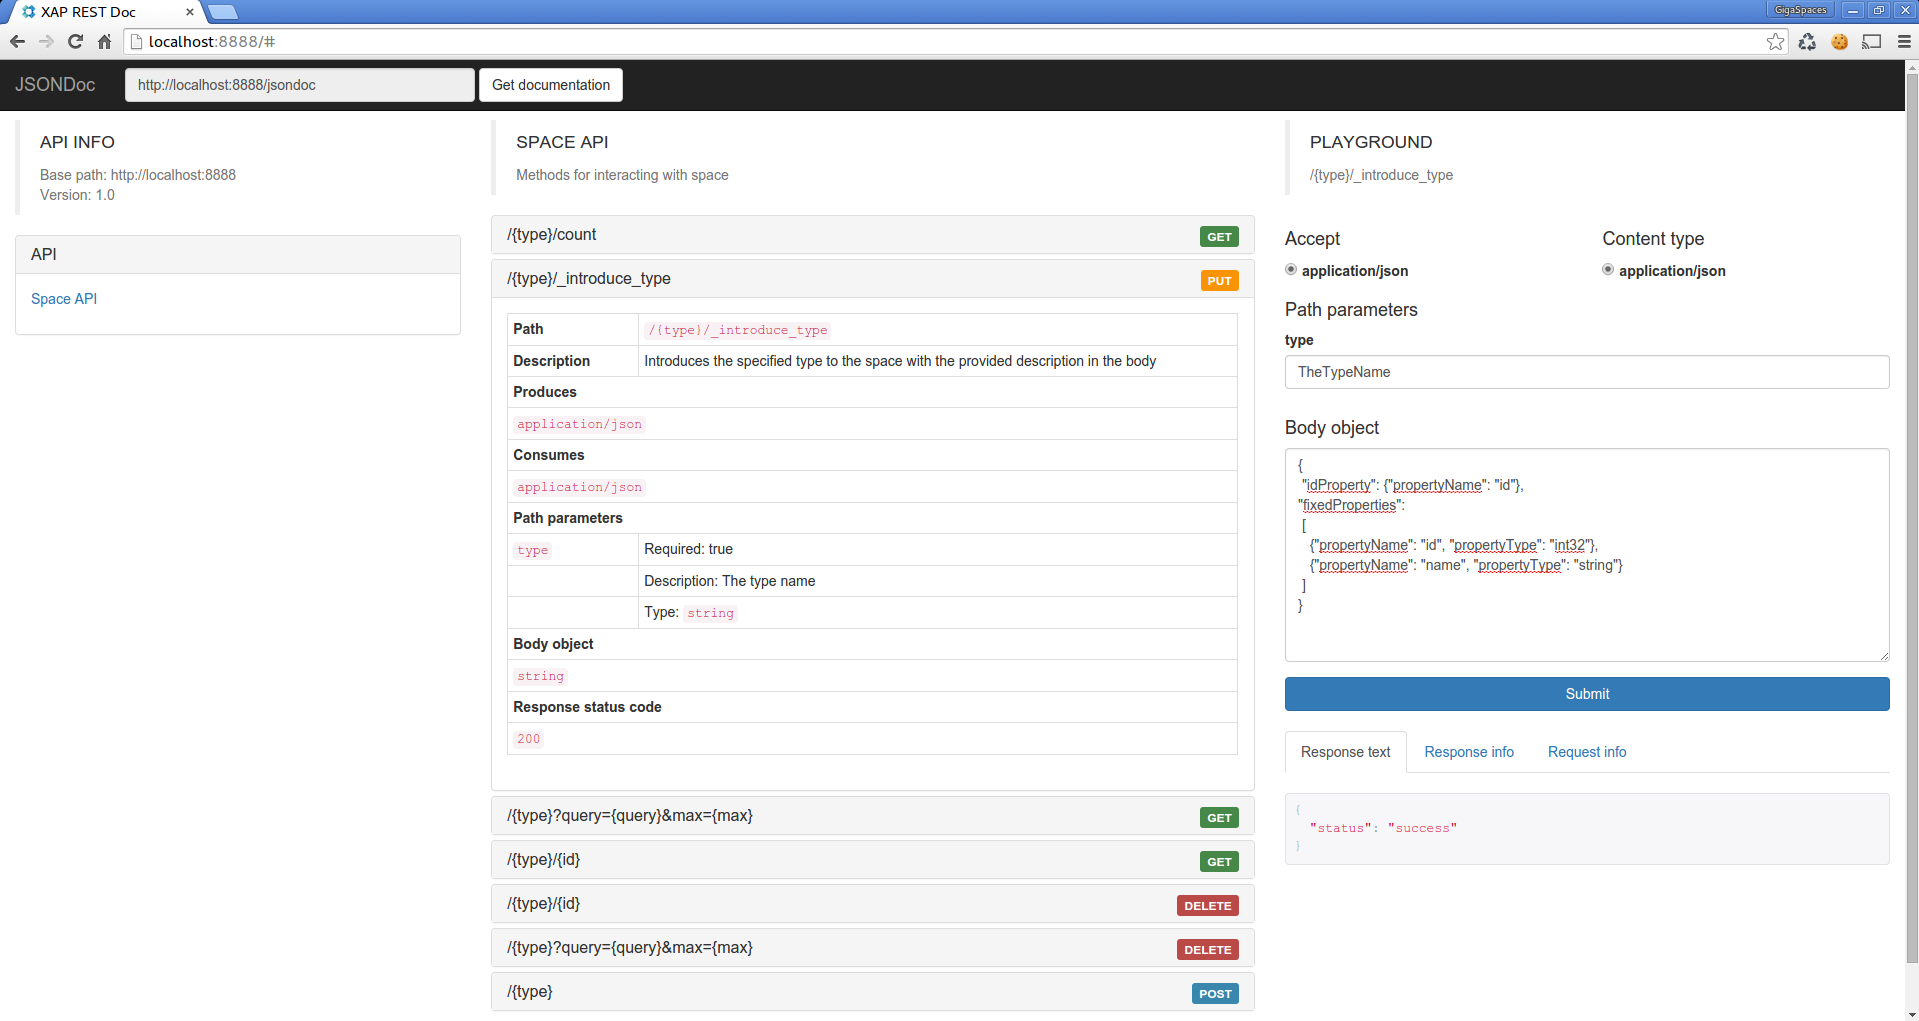 XAP REST Doc
GigaSpaces
localhost:8888/#
JSONDoc
http://localhost:8888/jsondoc
Get documentation
API INFO
Base path: http://localhost:8888
Version: 1.0
API
Space API
SPACE API
Methods for interacting with space
/{type}/count
GET
/{type}/_introduce_type
PUT
Path
/{type}/_introduce_type
Description
Introduces the specified type to the space with the provided description in the body
Produces
application/json
Consumes
application/json
Path parameters
type
Required: true
Description: The type name
Type: string
Body object
string
Response status code
200
/{type}?query={query}&max={max}
GET
/{type}/{id}
GET
/{type}/{id}
DELETE
/{type}?query={query}&max={max}
DELETE
/{type}
POST
PLAYGROUND
/{type}/_introduce_type
Accept
application/json
Content type
application/json
Path parameters
type
TheTypeName
Body object
{
"idProperty": {"propertyName": "id"},
"fixedProperties":
[
{"propertyName": "id", "propertyType": "int32"},
{"propertyName": "name", "propertyType": "string"}
]
}
Submit
Response text
Response info
Request info
{
"status": "success"
}